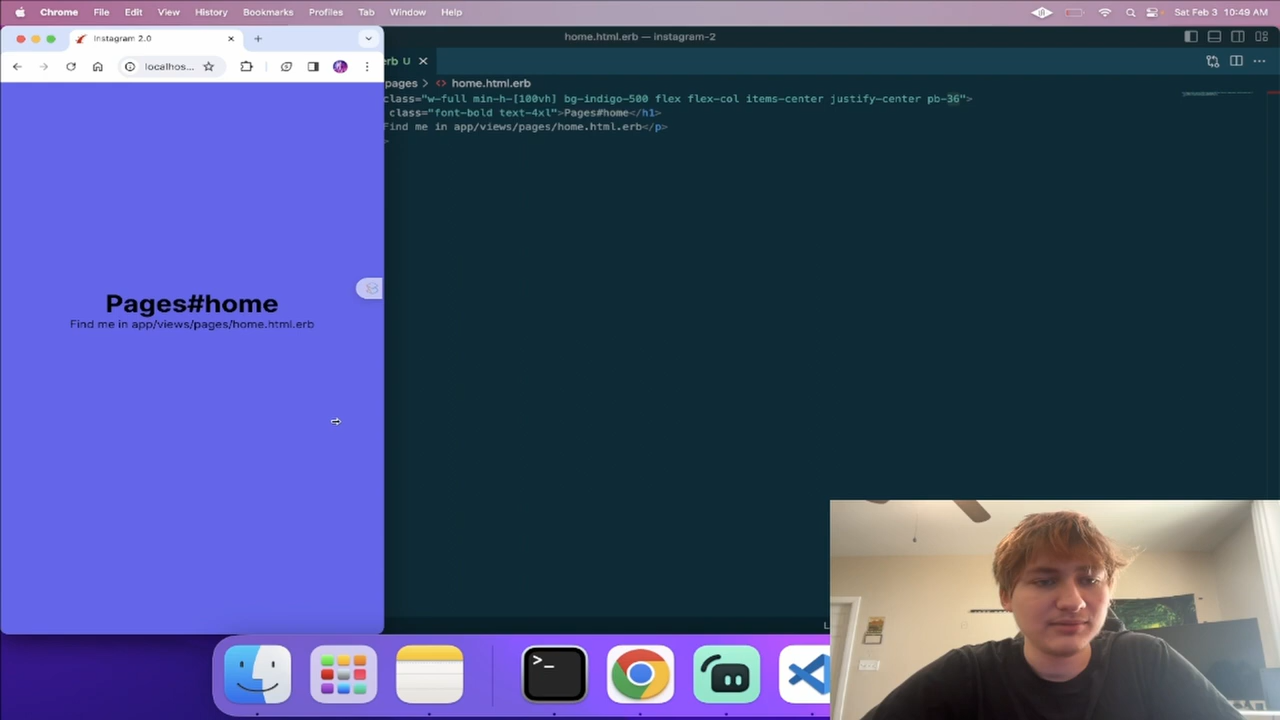 Chrome File Edit View History Bookmarks Profiles Tab Window Help Sat Feb 3 10:49 AM
Instagram 2.0
home.html.erb — instagram-2
erb U
localhos...
pages > <> home.html.erb
class="w-full min-h-[100vh] bg-indigo-500 flex flex-col items-center justify-center pb-36">
class="font-bold text-4xl">Pages#home</h1>
Find me in app/views/pages/home.html.erb</p>
>
Pages#home
Find me in app/views/pages/home.html.erb